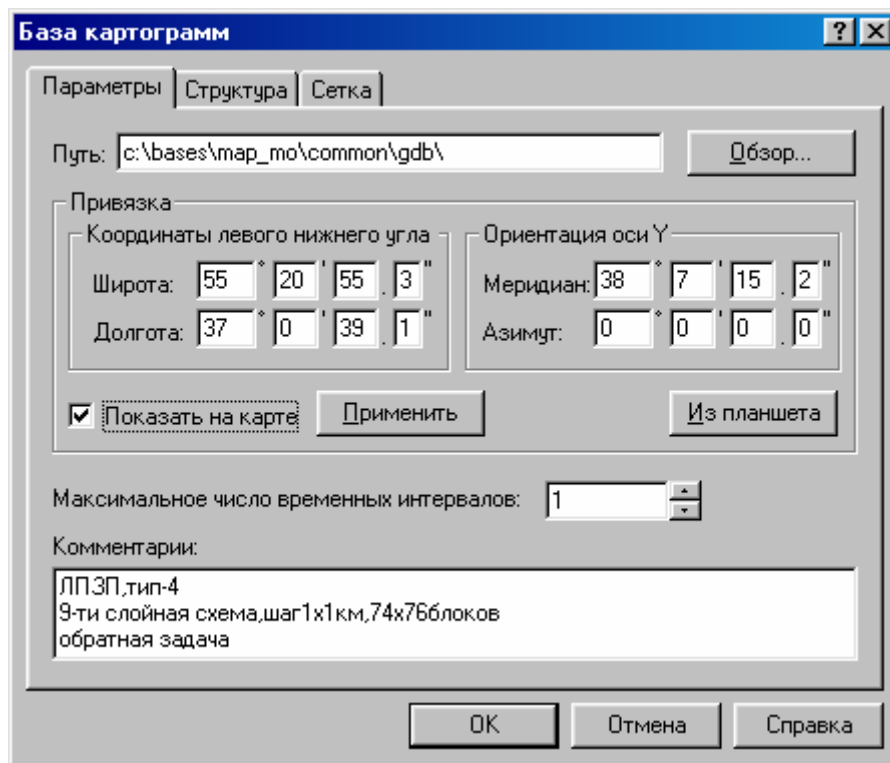 База картограмм
Параметры Структура Сетка
Путь: c:\bases\map_mo\common\gdb\ Обзор...
Привязка
Координаты левого нижнего угла Ориентация оси Y
Широта: 55 ° 20 ' 55 . 3 " Меридиан: 38 ° 7 ' 15 . 2 "
Долгота: 37 ° 0 ' 39 . 1 " Азимут: 0 ° 0 ' 0 . 0 "
Показать на карте Применить Из планшета
Максимальное число временных интервалов: 1
Комментарии:
ЛПЗП,тип-4
9-ти слойная схема,шаг1х1км,74х76блоков
обратная задача
OK Отмена Справка